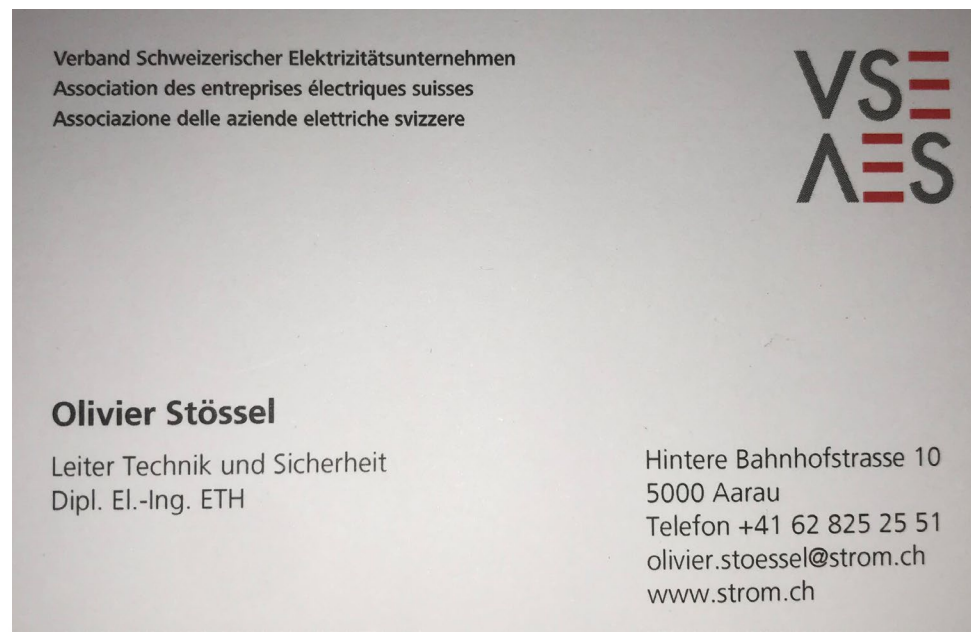 Verband Schweizerischer Elektrizitätsunternehmen
Association des entreprises électriques suisses
Associazione delle aziende elettriche svizzere
VSE
AES
Olivier Stössel
Leiter Technik und Sicherheit
Dipl. El.-Ing. ETH
Hintere Bahnhofstrasse 10
5000 Aarau
Telefon +41 62 825 25 51
olivier.stoessel@strom.ch
www.strom.ch